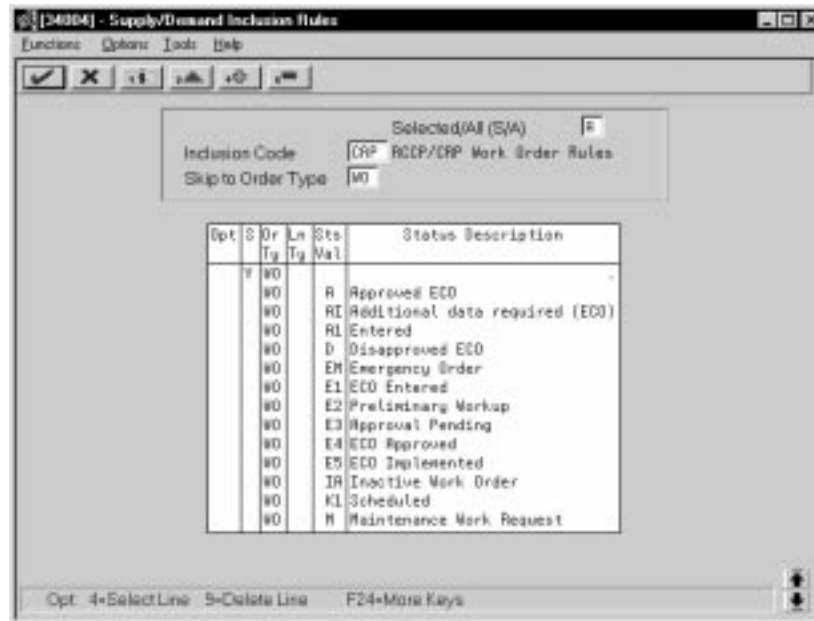 [34004] - Supply/Demand Inclusion Rules
Functions Options Tools Help
Selected/All (S/A) A
Inclusion Code CRP RCCP/CRP Work Order Rules
Skip to Order Type WO
Opt S Or Ln Sts Status Description
Ty Ty Val
Y WO .
WO A Approved ECO
WO AI Additional data required (ECO)
WO A1 Entered
WO D Disapproved ECO
WO EM Emergency Order
WO E1 ECO Entered
WO E2 Preliminary Workup
WO E3 Approval Pending
WO E4 ECO Approved
WO E5 ECO Implemented
WO IA Inactive Work Order
WO K1 Scheduled
WO M Maintenance Work Request
Opt: 4=Select Line 9=Delete Line F24=More Keys